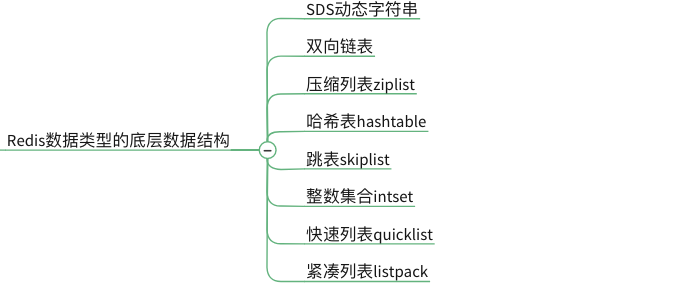 SDS动态字符串
双向链表
压缩列表ziplist
哈希表hashtable
Redis数据类型的底层数据结构
跳表skiplist
整数集合intset
快速列表quicklist
紧凑列表listpack